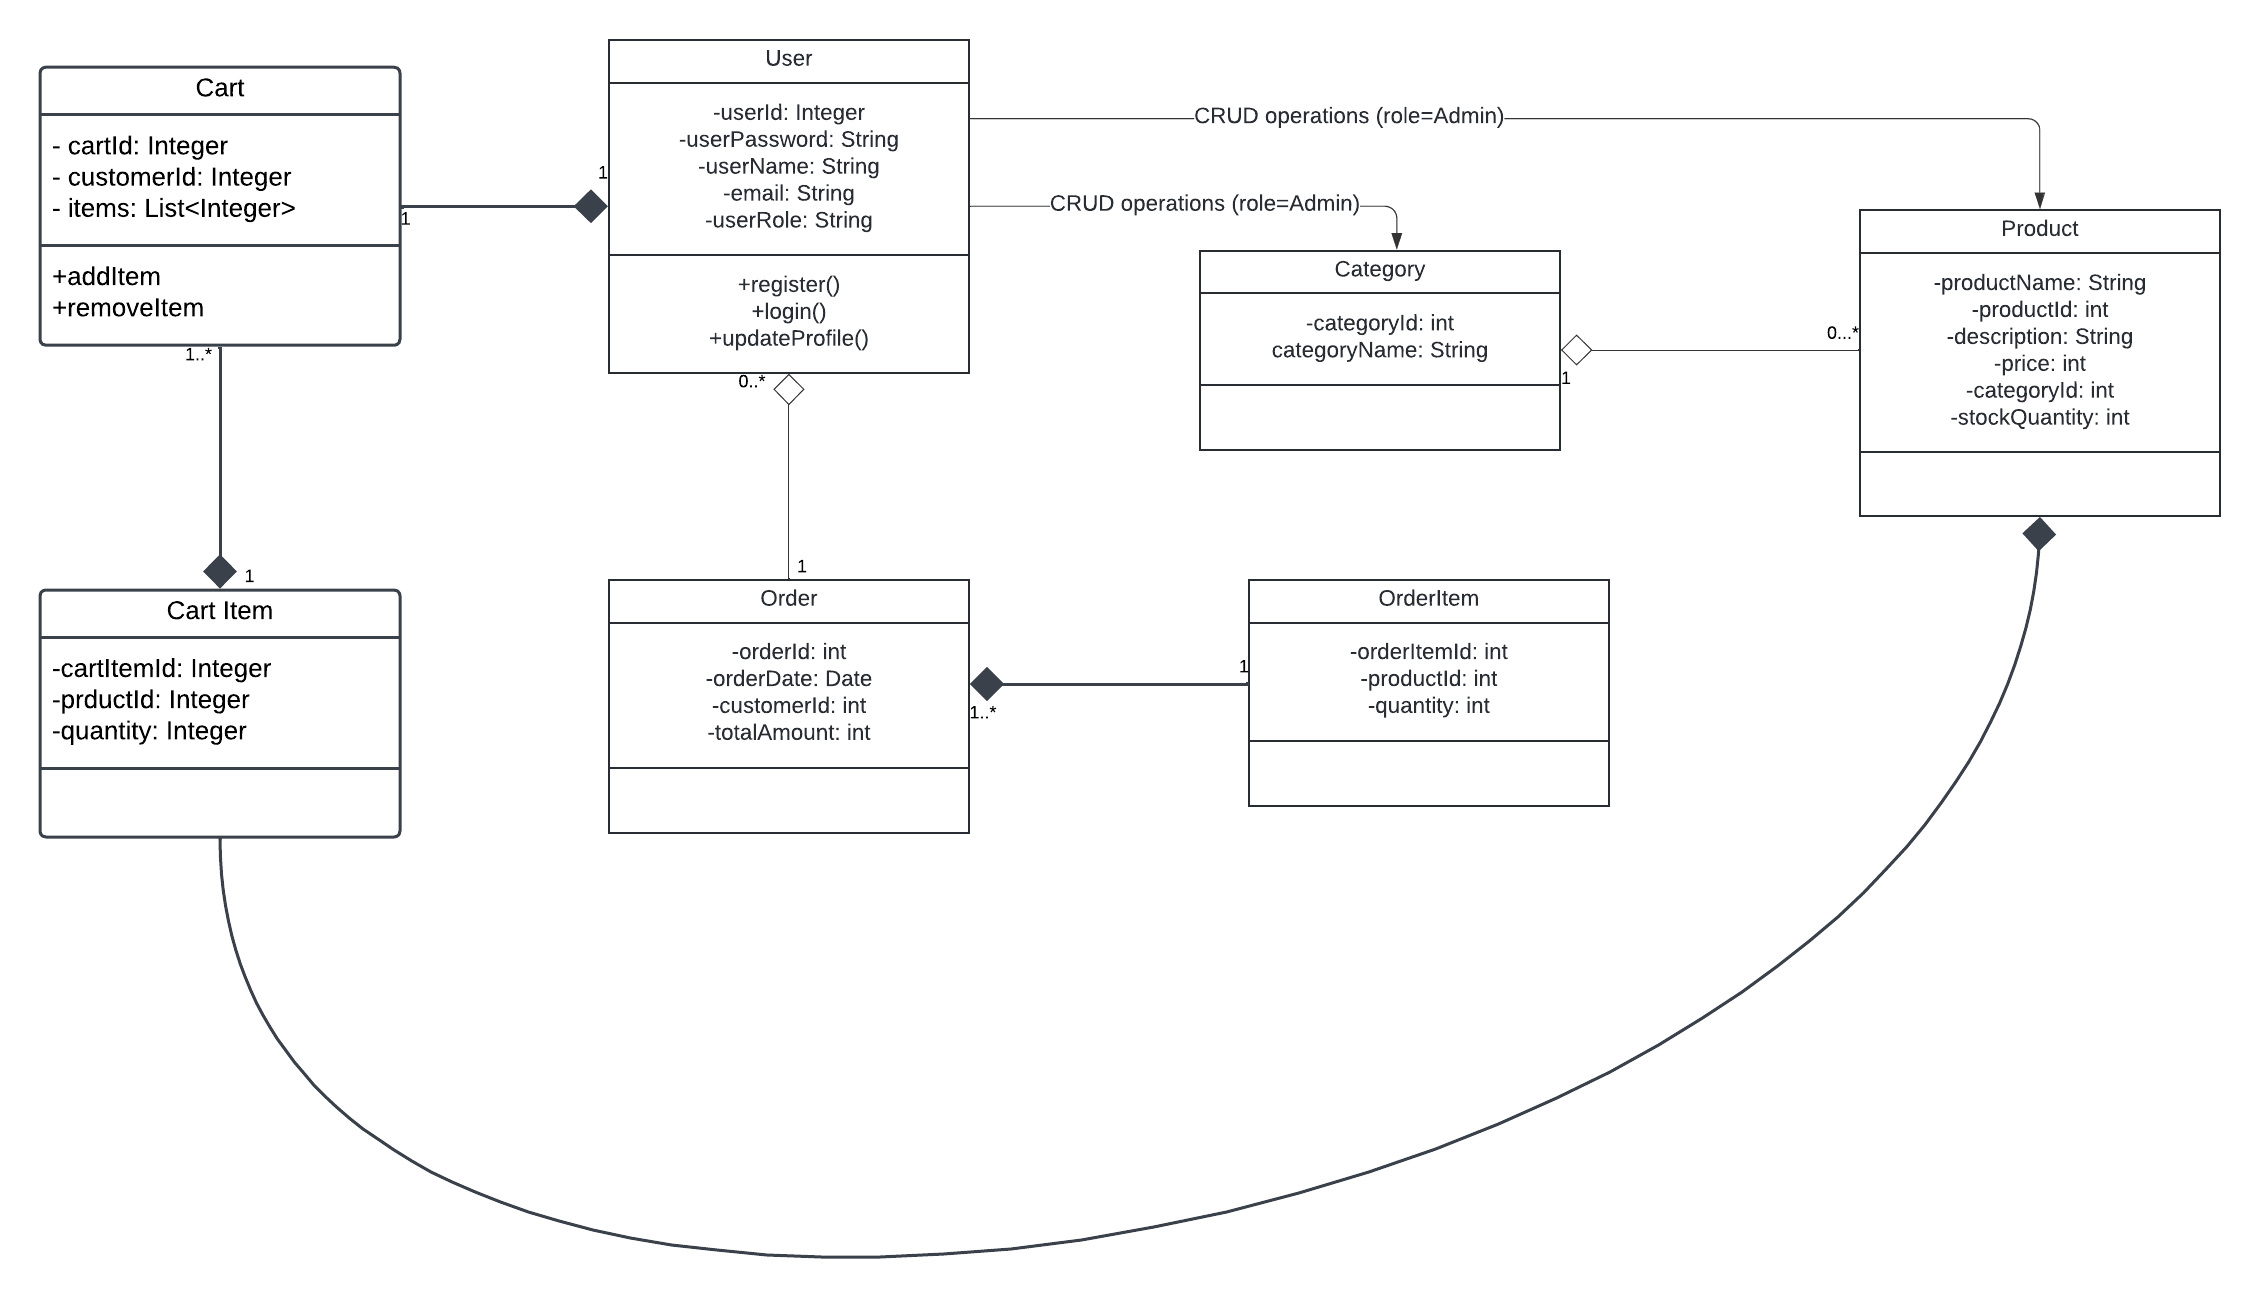 Cart
- cartId: Integer
- customerId: Integer
- items: List<Integer>
+addItem
+removeItem
1..*
1
1
User
-userId: Integer
-userPassword: String
-userName: String
-email: String
-userRole: String
+register()
+login()
+updateProfile()
0..*
CRUD operations (role=Admin)
CRUD operations (role=Admin)
Category
-categoryId: int
categoryName: String
1
0...*
Product
-productName: String
-productId: int
-description: String
-price: int
-categoryId: int
-stockQuantity: int
1
Cart Item
-cartItemId: Integer
-prductId: Integer
-quantity: Integer
1
Order
-orderId: int
-orderDate: Date
-customerId: int
-totalAmount: int
1..*
1
OrderItem
-orderItemId: int
-productId: int
-quantity: int